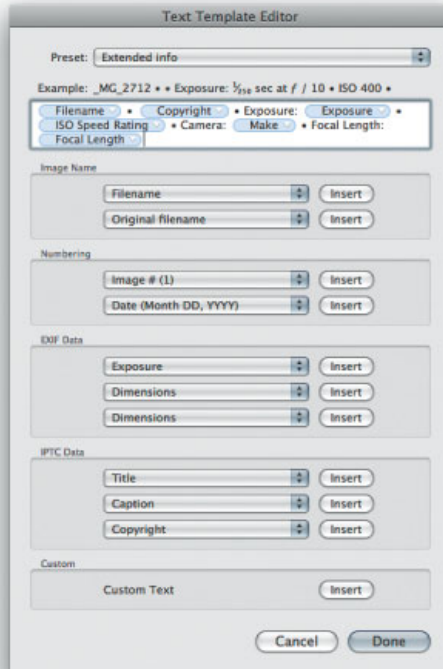 Text Template Editor
Preset: Extended info
Example: _MG_2712 • • Exposure: 1/250 sec at ƒ / 10 • ISO 400 •
Filename • Copyright • Exposure: Exposure •
ISO Speed Rating • Camera: Make • Focal Length:
Focal Length
Image Name
Filename Insert
Original filename Insert
Numbering
Image # (1) Insert
Date (Month DD, YYYY) Insert
EXIF Data
Exposure Insert
Dimensions Insert
Dimensions Insert
IPTC Data
Title Insert
Caption Insert
Copyright Insert
Custom
Custom Text Insert
Cancel Done